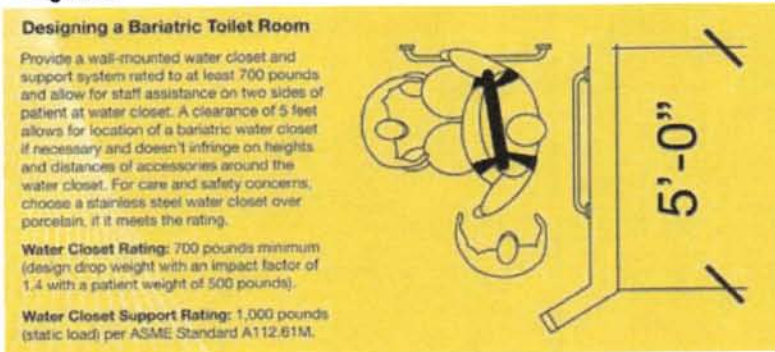 Designing a Bariatric Toilet Room
Provide a wall-mounted water closet and
support system rated to at least 700 pounds
and allow for staff assistance on two sides of
patient at water closet. A clearance of 5 feet
allows for location of a bariatric water closet
if necessary and doesn't infringe on heights
and distances of accessories around the
water closet. For care and safety concerns,
choose a stainless steel water closet over
porcelain, if it meets the rating.
Water Closet Rating: 700 pounds minimum
(design drop weight with an impact factor of
1.4 with a patient weight of 500 pounds).
Water Closet Support Rating: 1,000 pounds
(static load) per ASME Standard A112.61M.
5'-0"